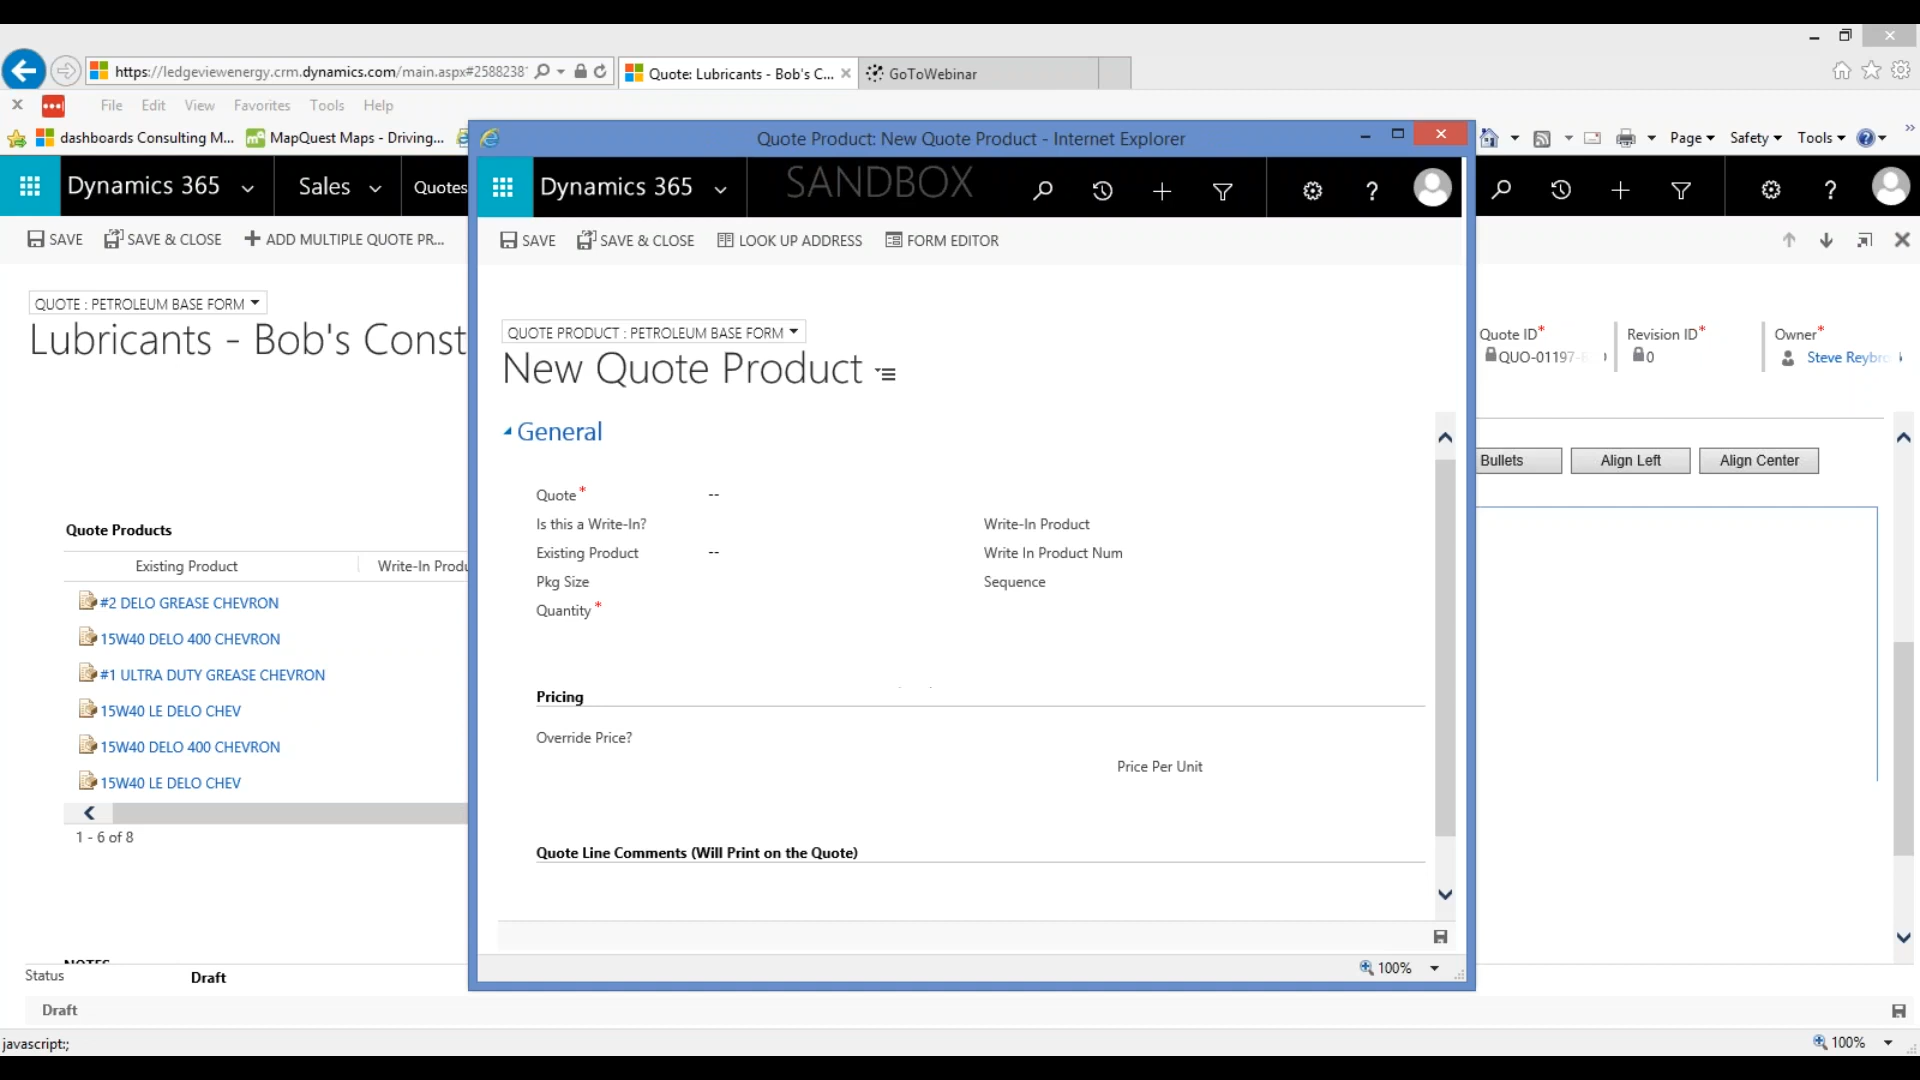 https://ledgeviewenergy.crm.dynamics.com/main.aspx#2588238
Quote: Lubricants - Bob's C...
GoToWebinar
File Edit View Favorites Tools Help
dashboards Consulting M...
MapQuest Maps - Driving...
Page
Safety
Tools
Quote Product: New Quote Product - Internet Explorer
Dynamics 365
Sales
Quotes
Dynamics 365
SANDBOX
SAVE
SAVE & CLOSE
ADD MULTIPLE QUOTE PR...
SAVE
SAVE & CLOSE
LOOK UP ADDRESS
FORM EDITOR
QUOTE : PETROLEUM BASE FORM
Lubricants - Bob's Const
Quote ID*
QUO-01197-
Revision ID*
0
Owner*
Steve
QUOTE PRODUCT : PETROLEUM BASE FORM
New Quote Product
General
Quote* --
Is this a Write-In?
Write-In Product
Existing Product --
Write In Product Num
Pkg Size
Sequence
Quantity*
Bullets
Align Left
Align Center
Quote Products
Existing Product
Write-In Produ
#2 DELO GREASE CHEVRON
15W40 DELO 400 CHEVRON
#1 ULTRA DUTY GREASE CHEVRON
15W40 LE DELO CHEV
15W40 DELO 400 CHEVRON
15W40 LE DELO CHEV
1 - 6 of 8
Pricing
Override Price?
Price Per Unit
Quote Line Comments (Will Print on the Quote)
100%
NOTES
Status
Draft
Draft
javascript:;
100%